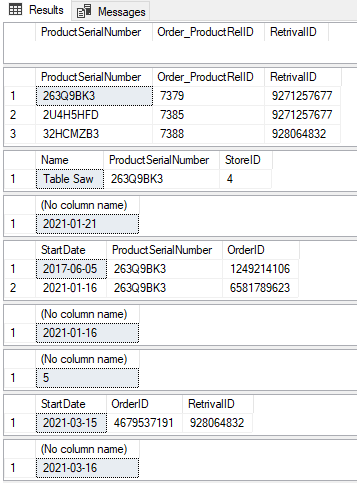 Results Messages
ProductSerialNumber Order_ProductRelID RetrivalID
ProductSerialNumber Order_ProductRelID RetrivalID
1 263Q9BK3 7379 9271257677
2 2U4H5HFD 7385 9271257677
3 32HCMZB3 7388 928064832
Name ProductSerialNumber StoreID
1 Table Saw 263Q9BK3 4
(No column name)
1 2021-01-21
StartDate ProductSerialNumber OrderID
1 2017-06-05 263Q9BK3 1249214106
2 2021-01-16 263Q9BK3 6581789623
(No column name)
1 2021-01-16
(No column name)
1 5
StartDate OrderID RetrivalID
1 2021-03-15 4679537191 928064832
(No column name)
1 2021-03-16